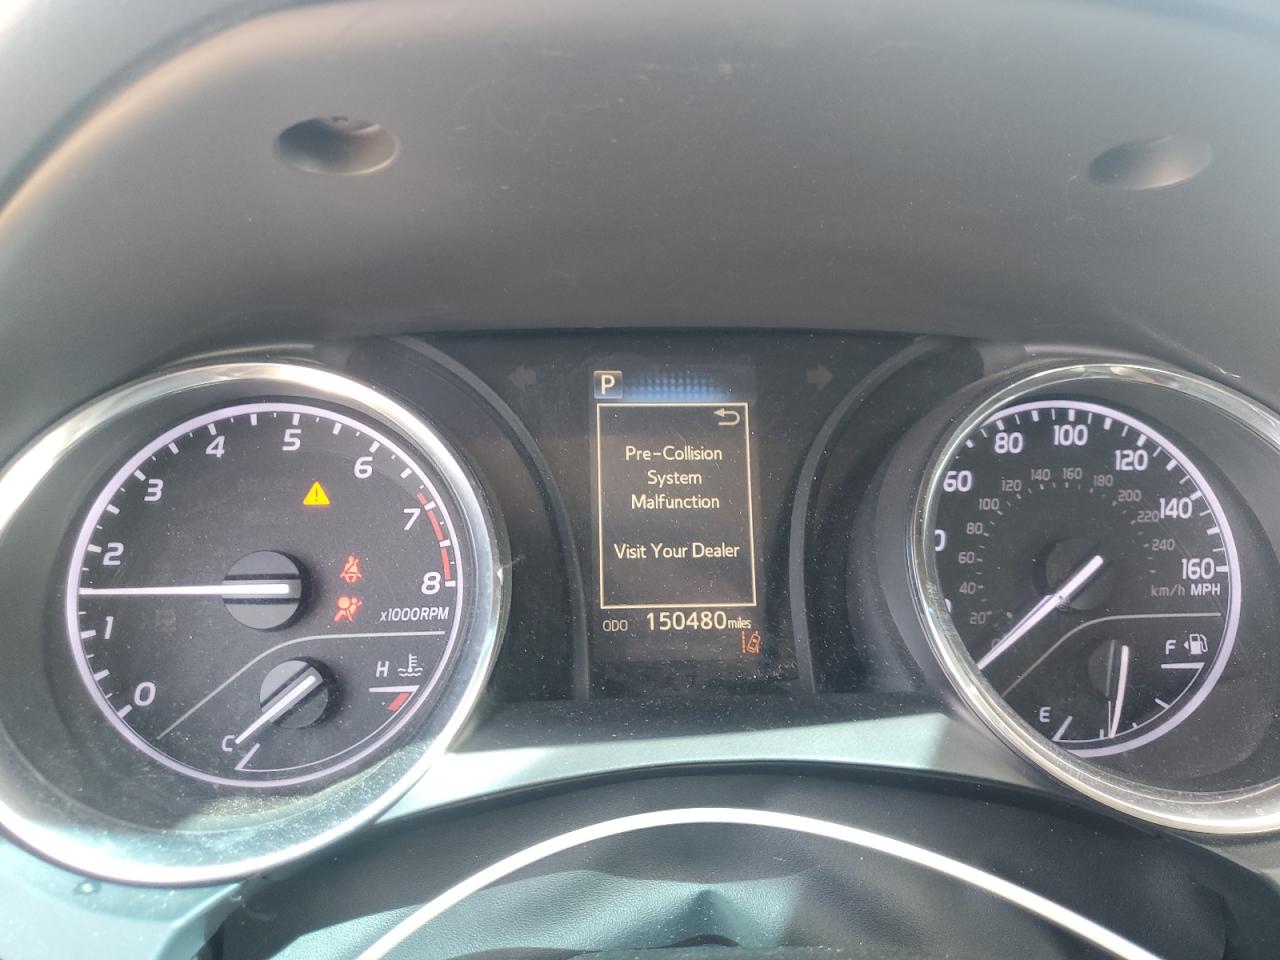 P
Pre-Collision
System
Malfunction
Visit Your Dealer
ODO 150480 miles
0
1
2
3
4
5
6
7
8
x1000RPM
H
C
60
80
100
120
140
160
km/h MPH
20
40
60
80
100
120
140
160
180
200
220
240
F
E